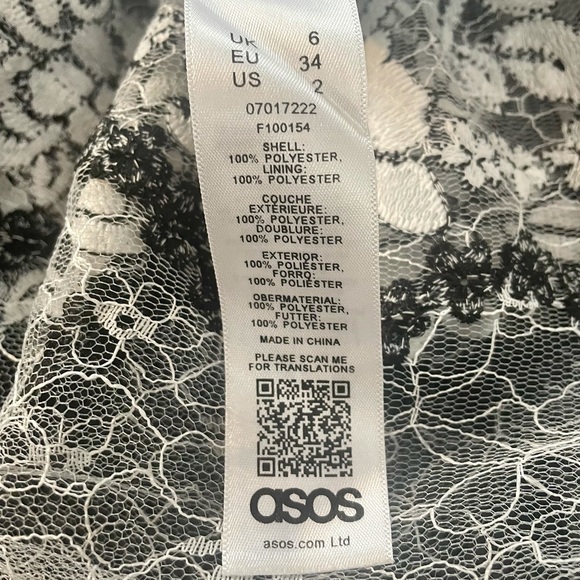 UK 6
EU 34
US 2
07017222
F100154
SHELL:
100% POLYESTER,
LINING:
100% POLYESTER
COUCHE
EXTÉRIEURE:
100% POLYESTER,
DOUBLURE:
100% POLYESTER
EXTERIOR:
100% POLIÉSTER,
FORRO:
100% POLIÉSTER
OBERMATERIAL:
100% POLYESTER,
FUTTER:
100% POLYESTER
MADE IN CHINA
PLEASE SCAN ME
FOR TRANSLATIONS
asos
asos.com Ltd